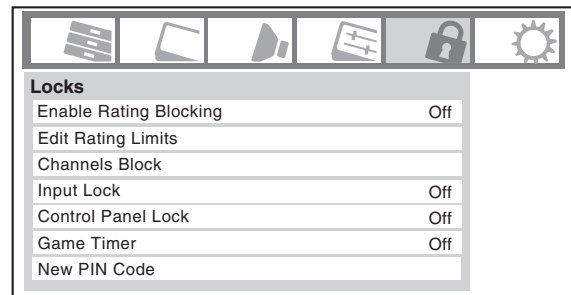 Locks
Enable Rating Blocking Off
Edit Rating Limits
Channels Block
Input Lock Off
Control Panel Lock Off
Game Timer Off
New PIN Code